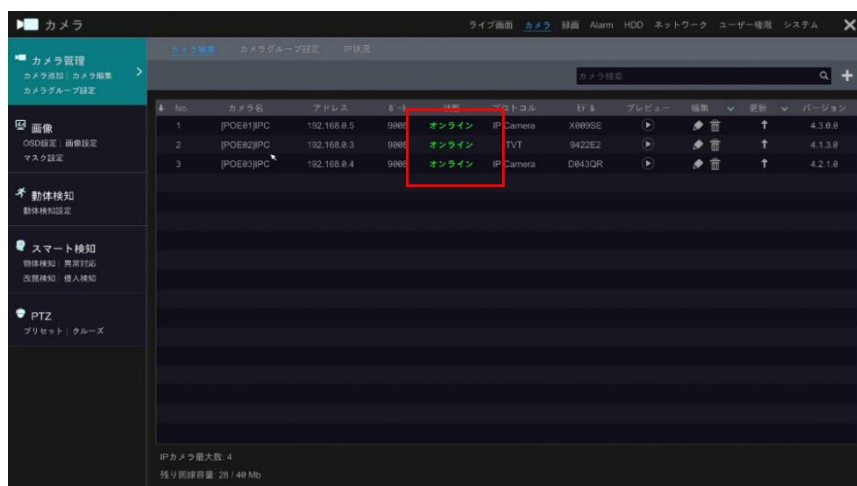 カメラ
ライブ画面 カメラ 録画 Alarm HDD ネットワーク ユーザー権限 システム
カメラ管理
カメラ追加 カメラ編集
カメラグループ設定
画像
OSD設定 画像設定
マスク設定
動体検知
動体検知設定
スマート検知
物体検知 異常対応
改竄検知 侵入検知
PTZ
プリセット クルーズ
カメラ編集 カメラグループ設定 IP状況
カメラ検索
No. カメラ名 アドレス ポート 状態 プロトコル モデル プレビュー 編集 更新 バージョン
1 [POE01]IPC 192.168.0.5 9008 オンライン IP Camera X009SE 4.3.0.0
2 [POE02]IPC 192.168.0.3 9008 オンライン TVT 9422E2 4.1.3.0
3 [POE03]IPC 192.168.0.4 9008 オンライン IP Camera D043QR 4.2.1.0
IPカメラ最大数: 4
残り回線容量: 28 / 40 Mb